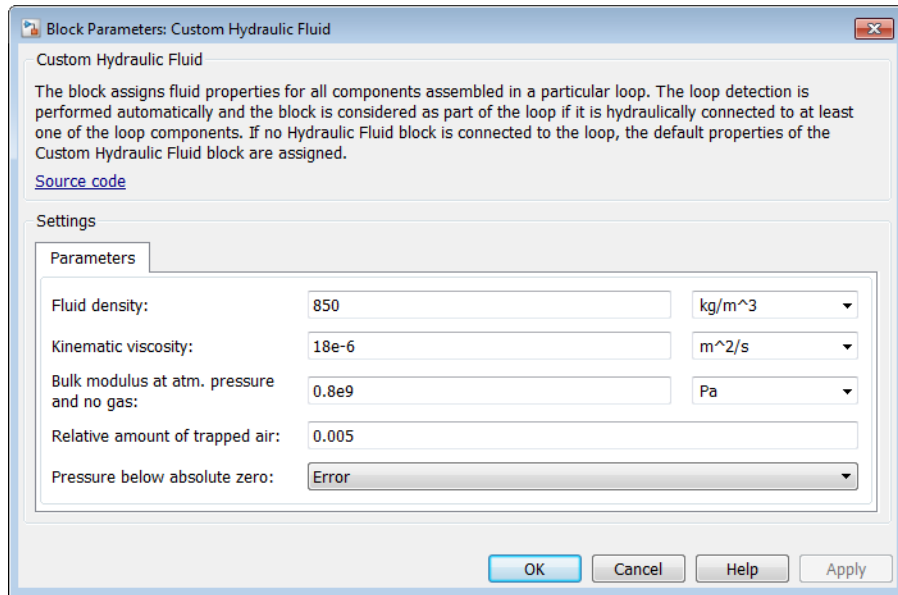 Block Parameters: Custom Hydraulic Fluid
Custom Hydraulic Fluid
The block assigns fluid properties for all components assembled in a particular loop. The loop detection is
performed automatically and the block is considered as part of the loop if it is hydraulically connected to at least
one of the loop components. If no Hydraulic Fluid block is connected to the loop, the default properties of the
Custom Hydraulic Fluid block are assigned.
Source code
Settings
Parameters
Fluid density: 850 kg/m^3
Kinematic viscosity: 18e-6 m^2/s
Bulk modulus at atm. pressure
and no gas: 0.8e9 Pa
Relative amount of trapped air: 0.005
Pressure below absolute zero: Error
OK Cancel Help Apply